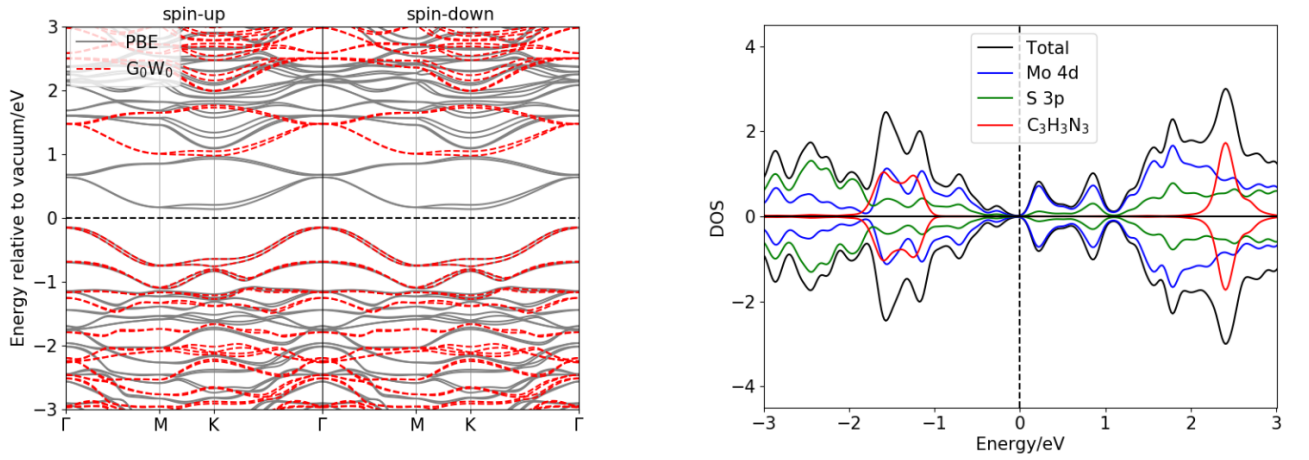 spin-up spin-down
PBE
G₀W₀
Energy relative to vacuum/eV
3
2
1
0
−1
−2
−3
Γ M K Γ M K Γ
Total
Mo 4d
S 3p
C₃H₃N₃
DOS
4
2
0
−2
−4
−3 −2 −1 0 1 2 3
Energy/eV